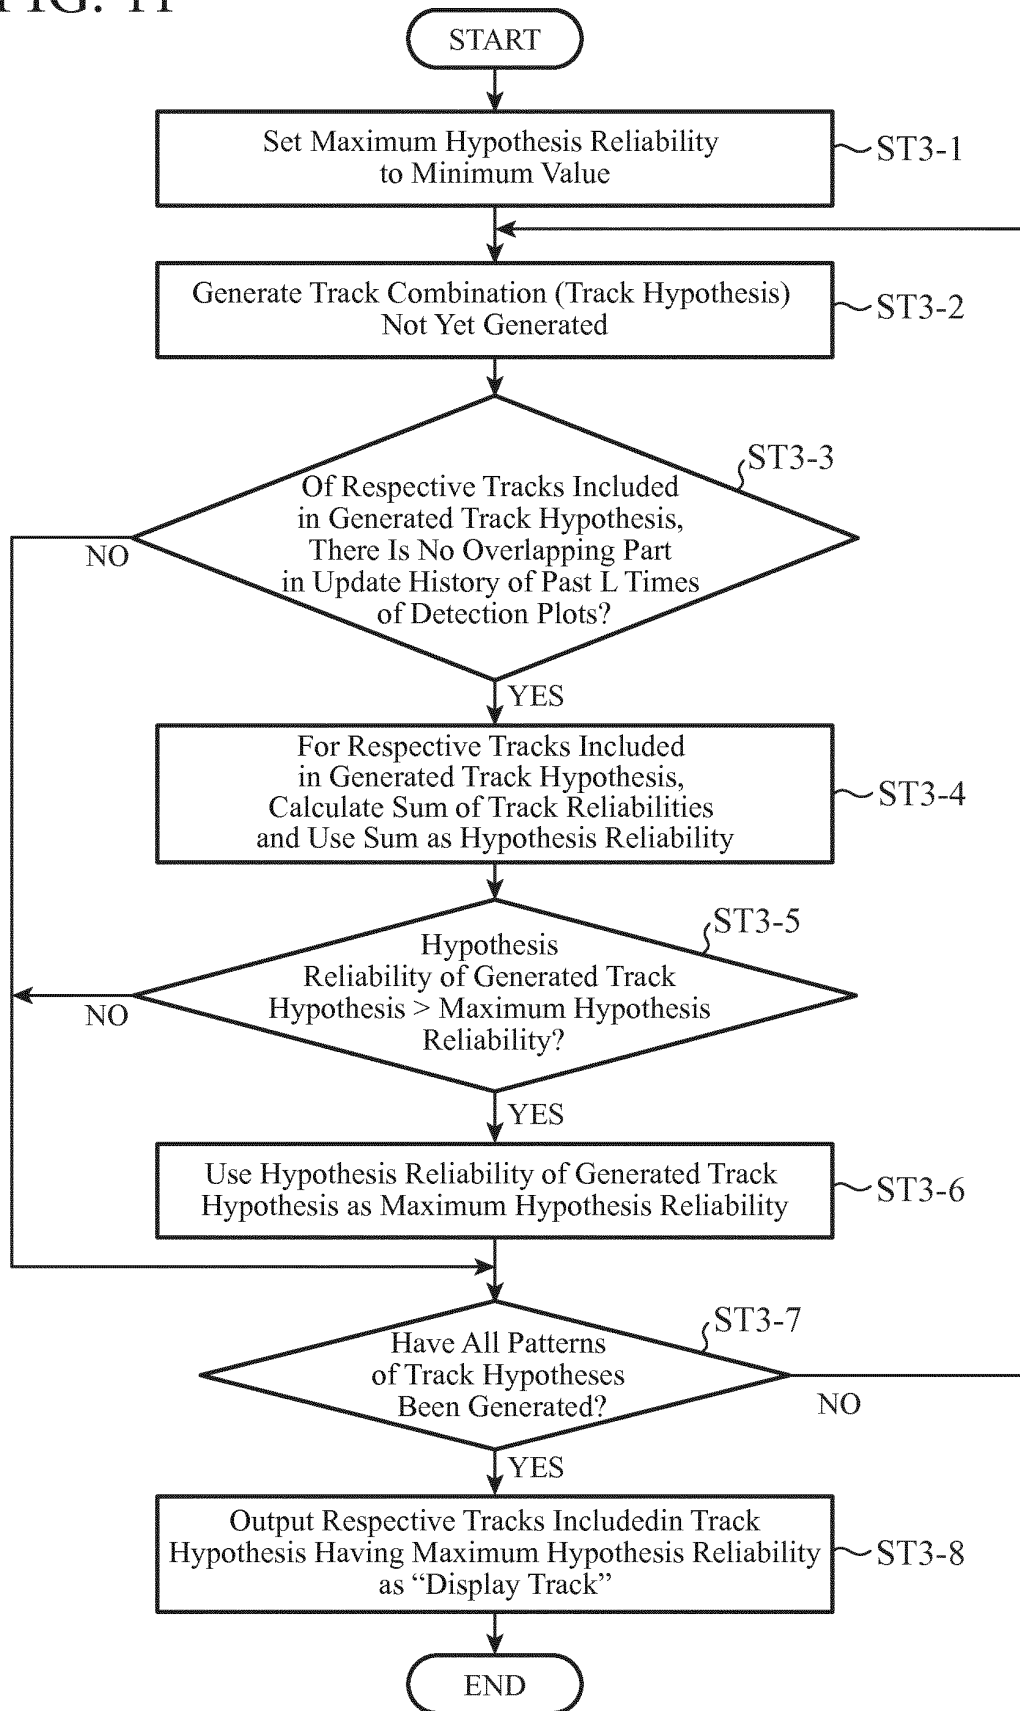 START
Set Maximum Hypothesis Reliability
to Minimum Value
ST3-1
Generate Track Combination (Track Hypothesis)
Not Yet Generated
ST3-2
ST3-3
Of Respective Tracks Included
in Generated Track Hypothesis,
There Is No Overlapping Part
in Update History of Past L Times
of Detection Plots?
NO
YES
For Respective Tracks Included
in Generated Track Hypothesis,
Calculate Sum of Track Reliabilities
and Use Sum as Hypothesis Reliability
ST3-4
ST3-5
Hypothesis
Reliability of Generated Track
Hypothesis > Maximum Hypothesis
Reliability?
NO
YES
Use Hypothesis Reliability of Generated Track
Hypothesis as Maximum Hypothesis Reliability
ST3-6
ST3-7
Have All Patterns
of Track Hypotheses
Been Generated?
NO
YES
Output Respective Tracks Includedin Track
Hypothesis Having Maximum Hypothesis Reliability
as “Display Track”
ST3-8
END